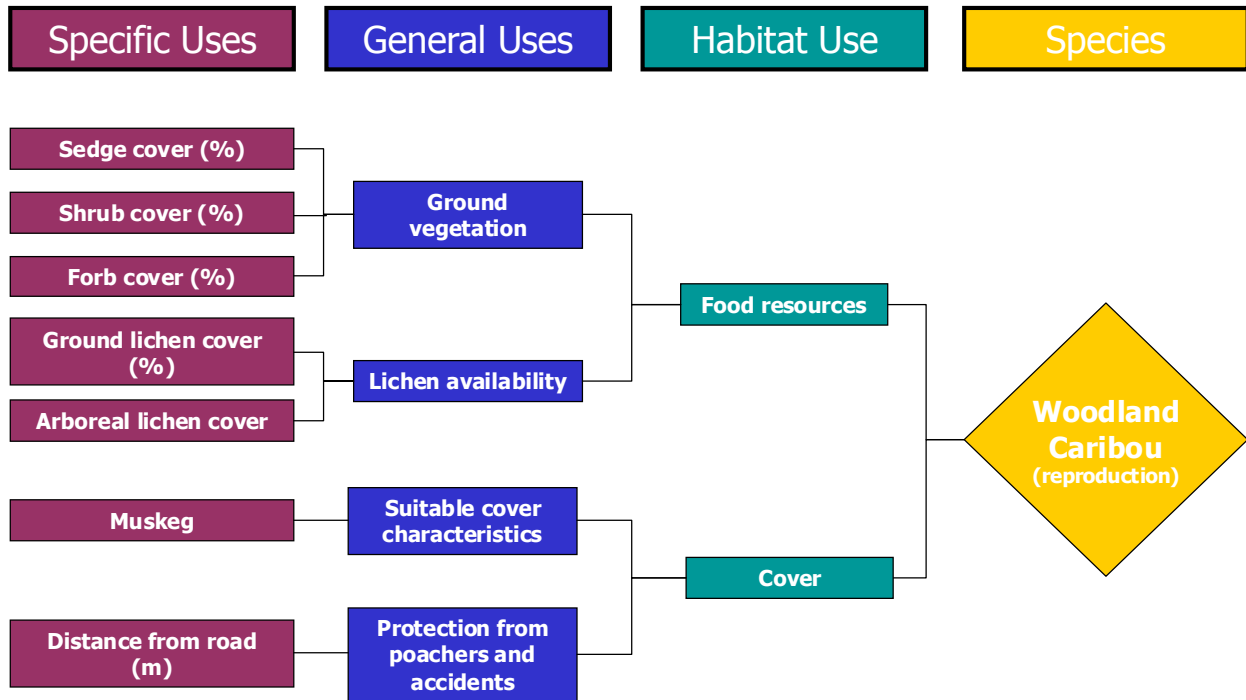 Specific Uses
General Uses
Habitat Use
Species
Sedge cover (%)
Shrub cover (%)
Forb cover (%)
Ground lichen cover
(%)
Arboreal lichen cover
Muskeg
Distance from road
(m)
Ground
vegetation
Lichen availability
Suitable cover
characteristics
Protection from
poachers and
accidents
Food resources
Cover
Woodland
Caribou
(reproduction)